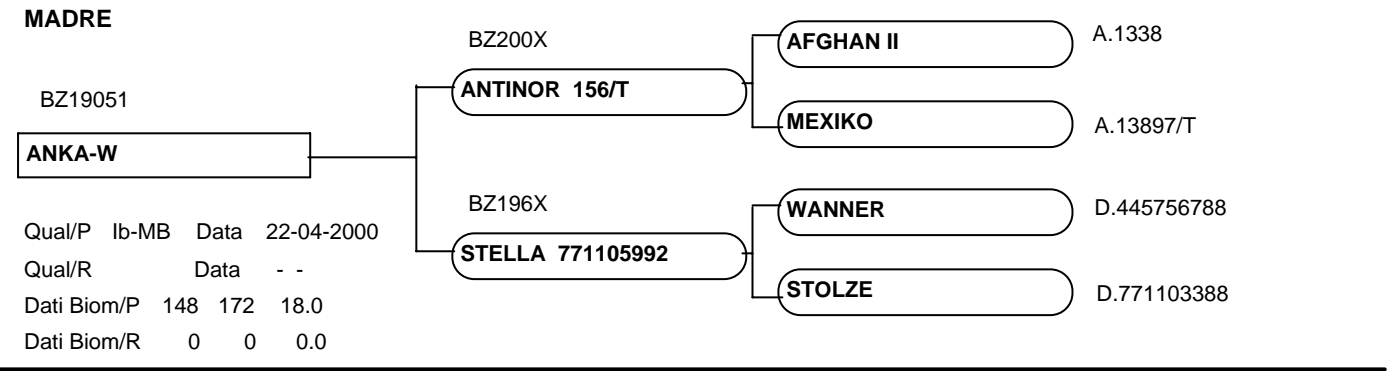 MADRE
BZ200X
AFGHAN II A.1338
BZ19051
ANTINOR 156/T
MEXIKO A.13897/T
ANKA-W
BZ196X
WANNER D.445756788
Qual/P Ib-MB Data 22-04-2000
STELLA 771105992
Qual/R Data - -
STOLZE D.771103388
Dati Biom/P 148 172 18.0
Dati Biom/R 0 0 0.0